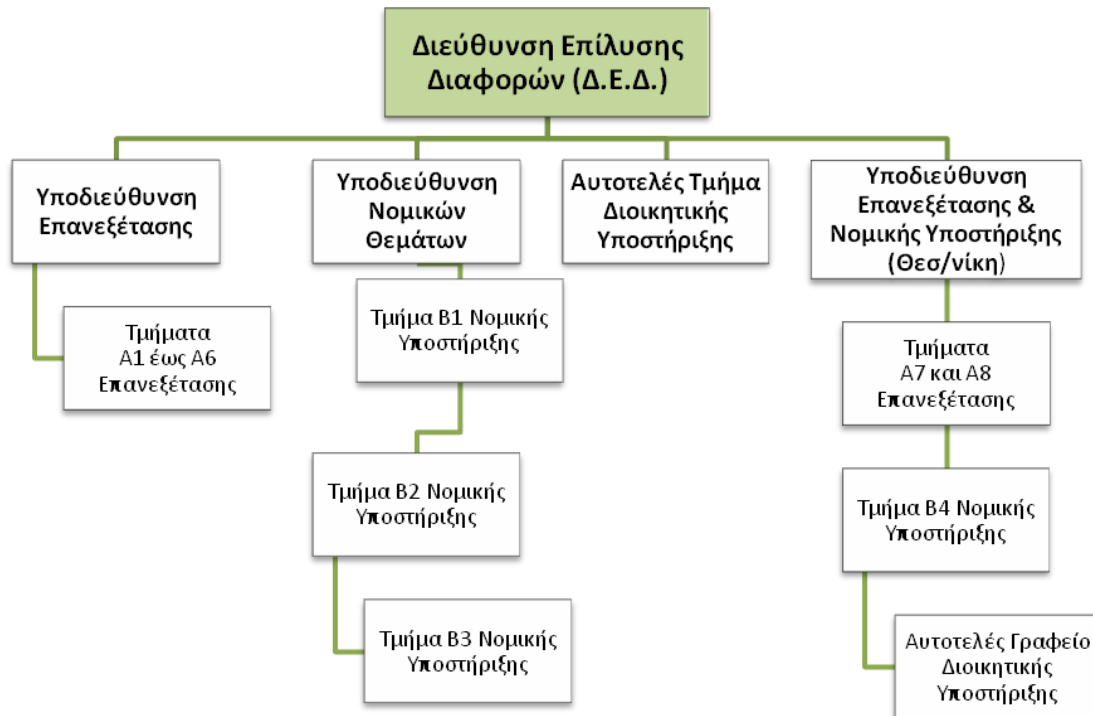 Διεύθυνση Επίλυσης
Διαφορών (Δ.Ε.Δ.)
Υποδιεύθυνση
Επανεξέτασης
Υποδιεύθυνση
Νομικών
Θεμάτων
Αυτοτελές Τμήμα
Διοικητικής
Υποστήριξης
Υποδιεύθυνση
Επανεξέτασης &
Νομικής Υποστήριξης
(Θεσ/νίκη)
Τμήματα
Α1 έως Α6
Επανεξέτασης
Τμήμα Β1 Νομικής
Υποστήριξης
Τμήμα Β2 Νομικής
Υποστήριξης
Τμήμα Β3 Νομικής
Υποστήριξης
Τμήματα
Α7 και Α8
Επανεξέτασης
Τμήμα Β4 Νομικής
Υποστήριξης
Αυτοτελές Γραφείο
Διοικητικής
Υποστήριξης